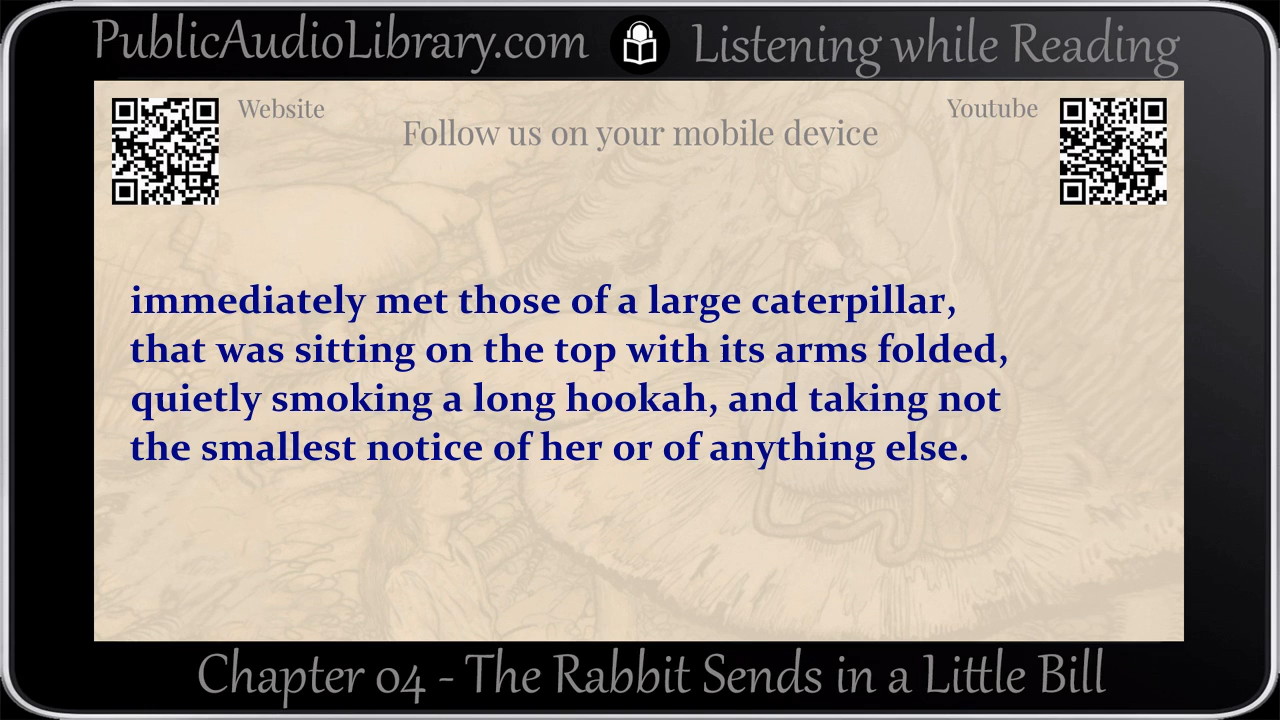 PublicAudioLibrary.com
Listening while Reading
Website
Youtube
Follow us on your mobile device
immediately met those of a large caterpillar,
that was sitting on the top with its arms folded,
quietly smoking a long hookah, and taking not
the smallest notice of her or of anything else.
Chapter 04 - The Rabbit Sends in a Little Bill